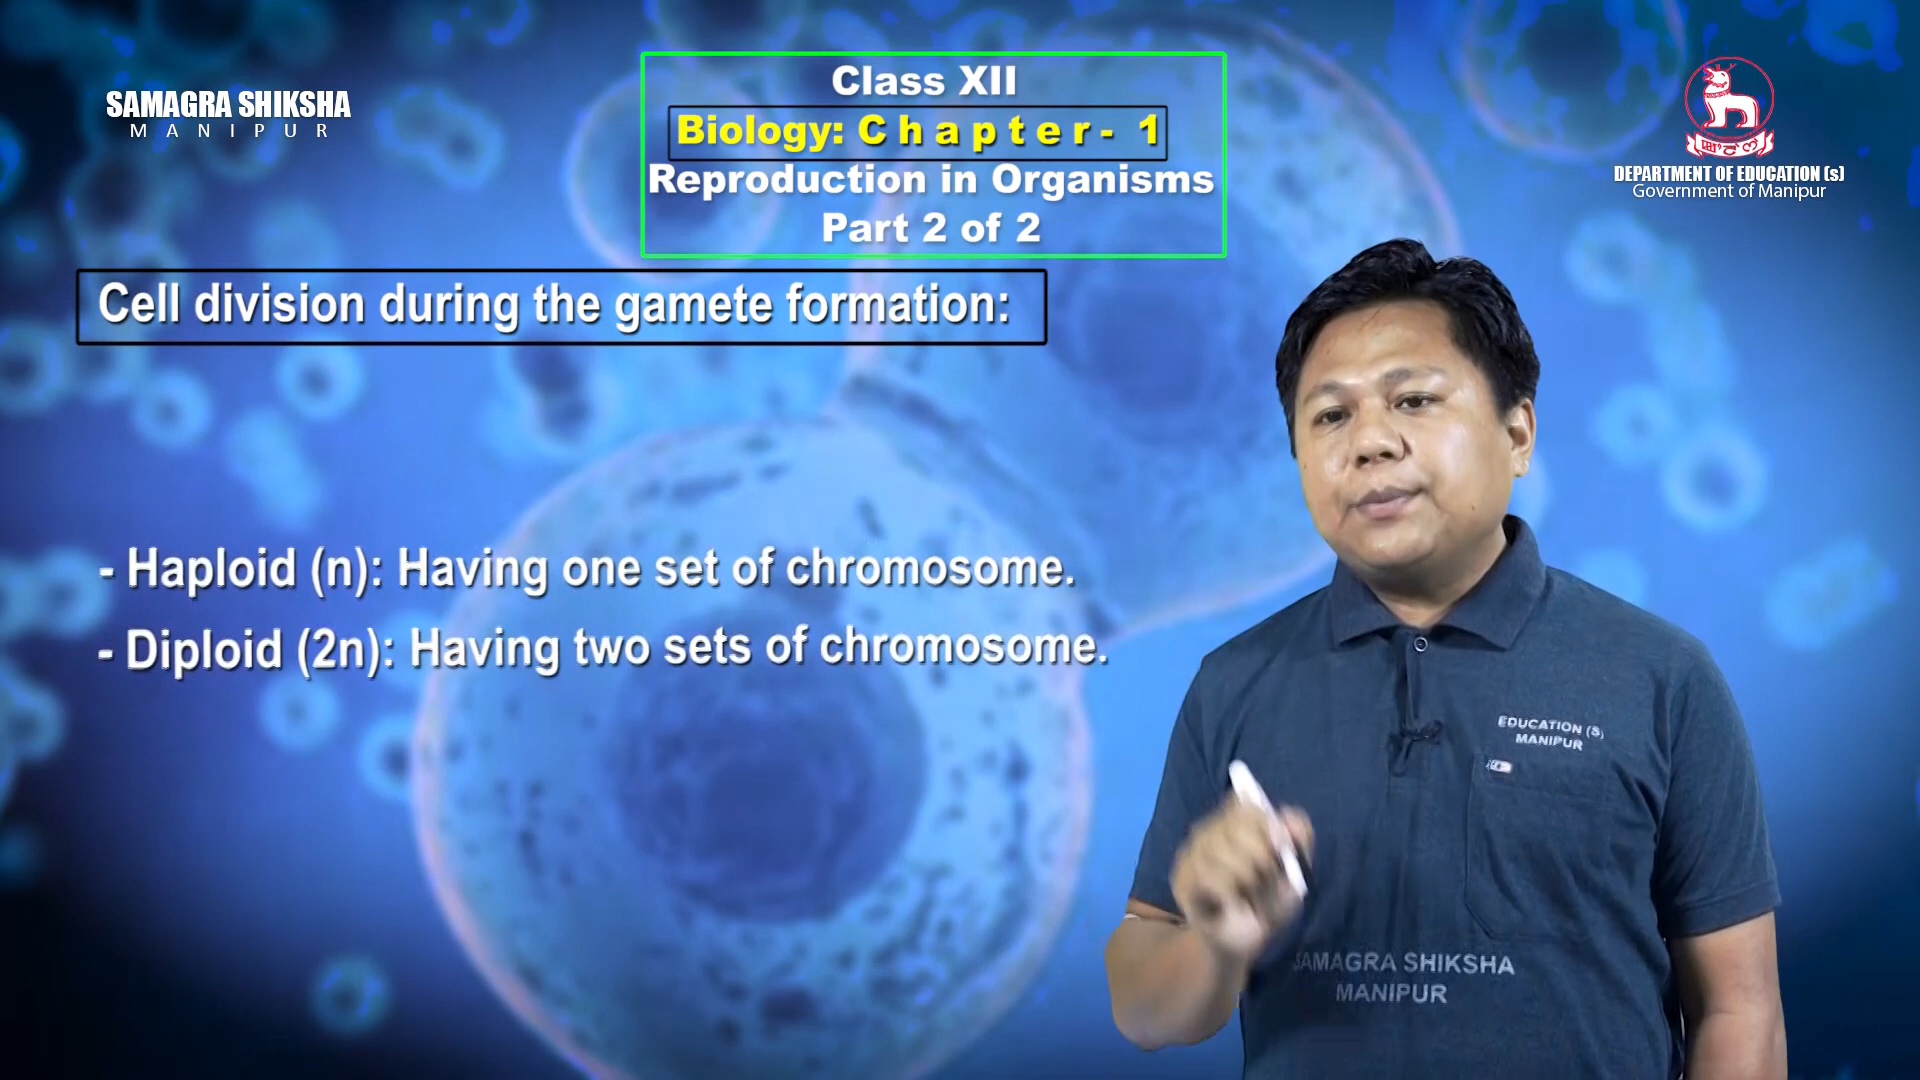 SAMAGRA SHIKSHA
MANIPUR
Class XII
Biology: Chapter- 1
Reproduction in Organisms
Part 2 of 2
DEPARTMENT OF EDUCATION (s)
Government of Manipur
Cell division during the gamete formation:
- Haploid (n): Having one set of chromosome.
- Diploid (2n): Having two sets of chromosome.
EDUCATION (S)
MANIPUR
SAMAGRA SHIKSHA
MANIPUR